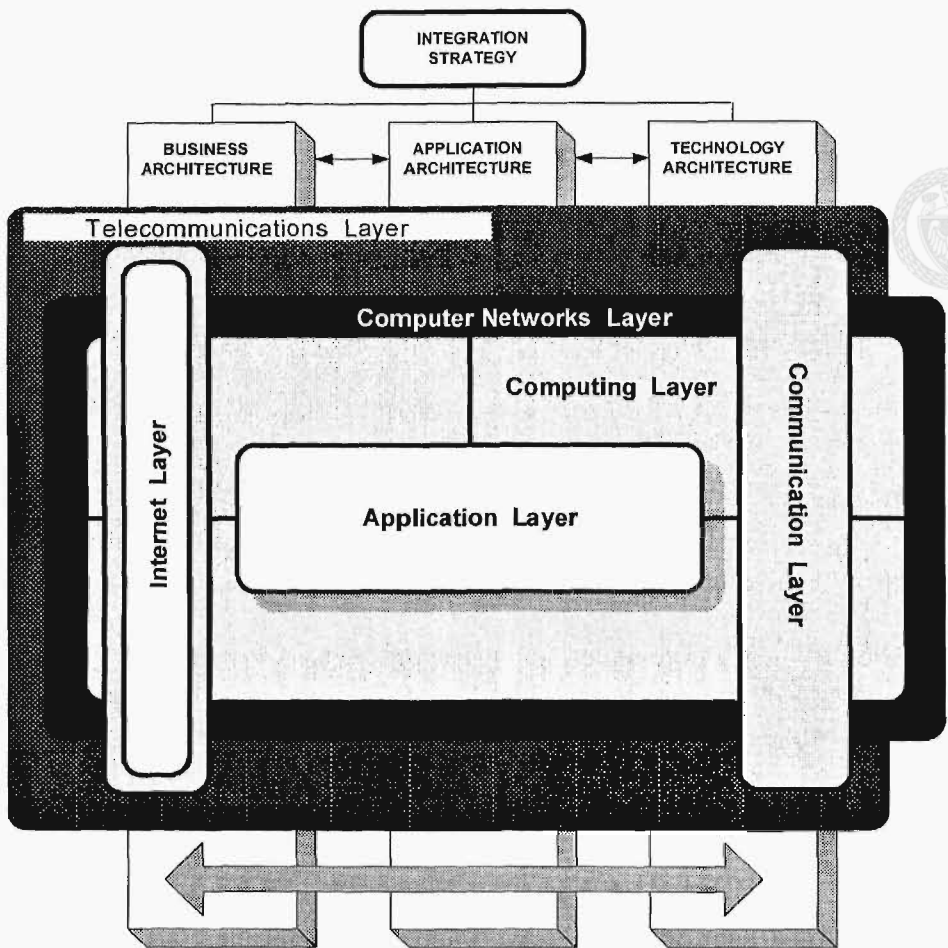 INTEGRATION
STRATEGY
BUSINESS
ARCHITECTURE
APPLICATION
ARCHITECTURE
TECHNOLOGY
ARCHITECTURE
Telecommunications Layer
Computer Networks Layer
Computing Layer
Internet Layer
Application Layer
Communication Layer